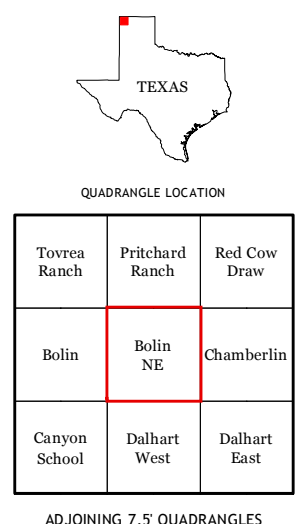 TEXAS
QUADRANGLE LOCATION
Tovrea
Ranch
Pritchard
Ranch
Red Cow
Draw
Bolin
Bolin
NE
Chamberlin
Canyon
School
Dalhart
West
Dalhart
East
ADJOINING 7.5' QUADRANGLES